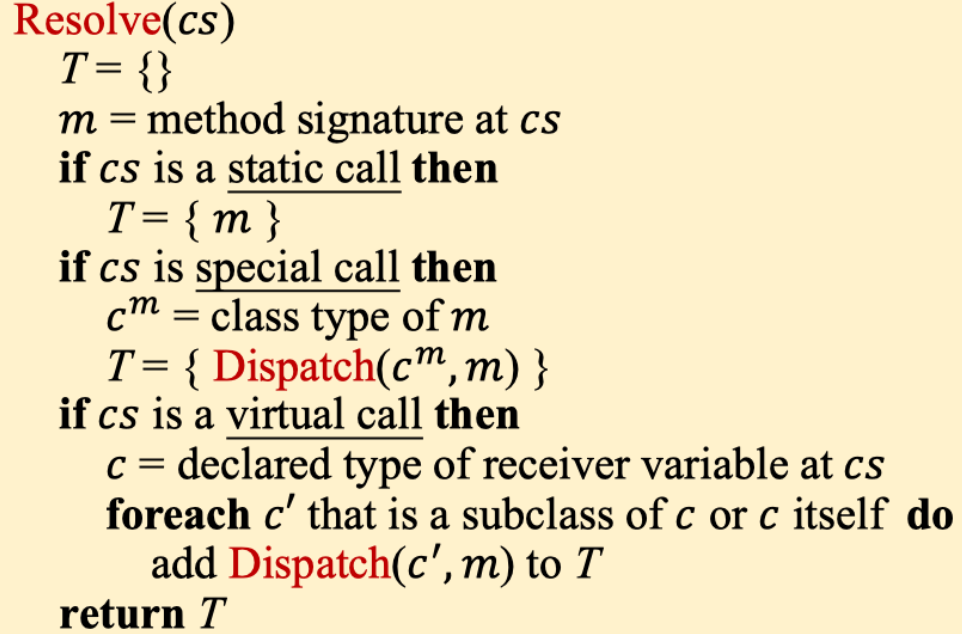 Resolve(cs)
T = {}
m = method signature at cs
if cs is a static call then
T = { m }
if cs is special call then
cᵐ = class type of m
T = { Dispatch(cᵐ, m) }
if cs is a virtual call then
c = declared type of receiver variable at cs
foreach c′ that is a subclass of c or c itself do
add Dispatch(c′, m) to T
return T